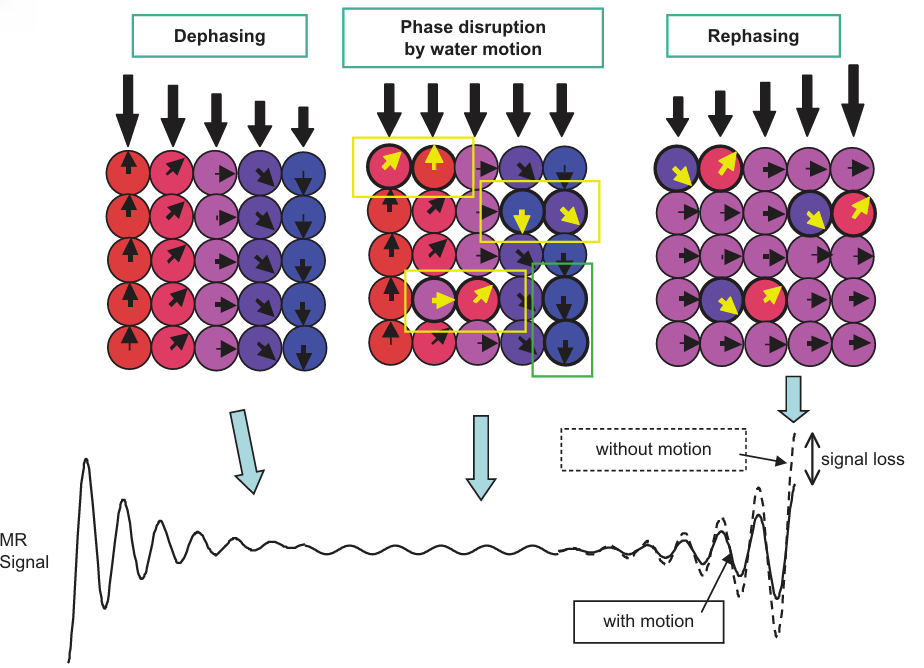 Dephasing
Phase disruption
by water motion
Rephasing
without motion
signal loss
MR
Signal
with motion